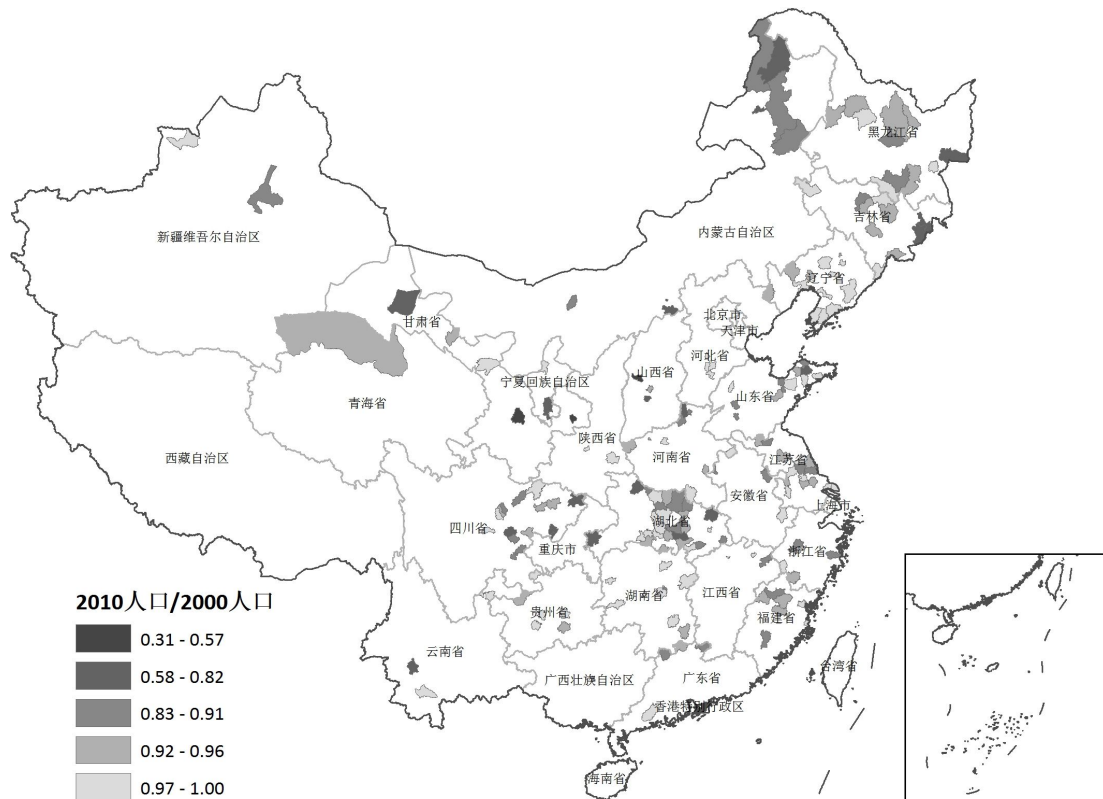 黑龙江省
吉林省
新疆维吾尔自治区
内蒙古自治区
辽宁省
甘肃省
北京市
天津市
河北省
山西省
宁夏回族自治区
山东省
青海省
陕西省
河南省
江苏省
西藏自治区
安徽省
上海市
四川省
湖北省
重庆市
浙江省
湖南省
江西省
贵州省
福建省
云南省
台湾省
广西壮族自治区
广东省
香港特别行政区
海南省
2010人口/2000人口
0.31 - 0.57
0.58 - 0.82
0.83 - 0.91
0.92 - 0.96
0.97 - 1.00